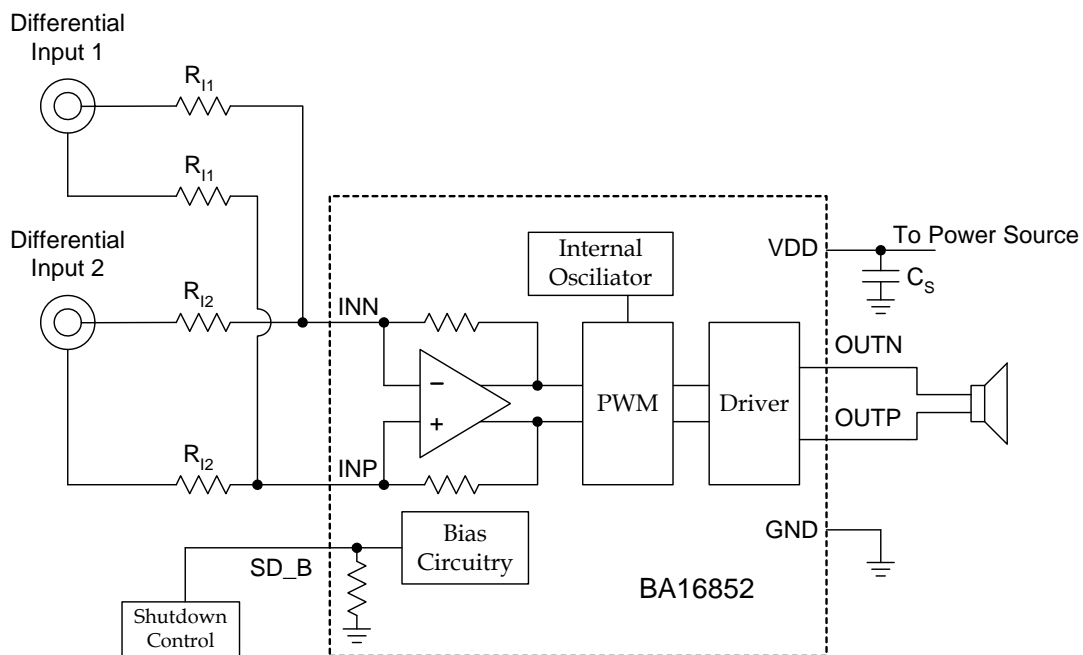 Differential
Input 1
R_I1
R_I1
Differential
Input 2
R_I2
R_I2
INN
INP
−
+
Internal
Osciliator
PWM
Driver
VDD
To Power Source
C_S
OUTN
OUTP
GND
Bias
Circuitry
SD_B
Shutdown
Control
BA16852